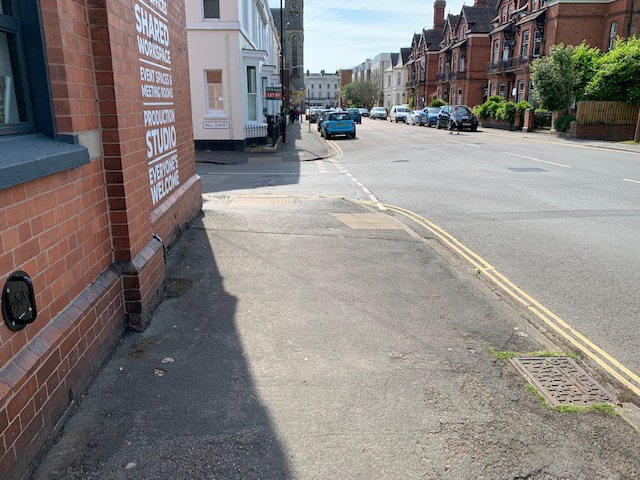 SHARED
WORKSPACE
EVENT SPACES &
MEETING ROOMS
PRODUCTION
STUDIO
EVERYONE'S
WELCOME